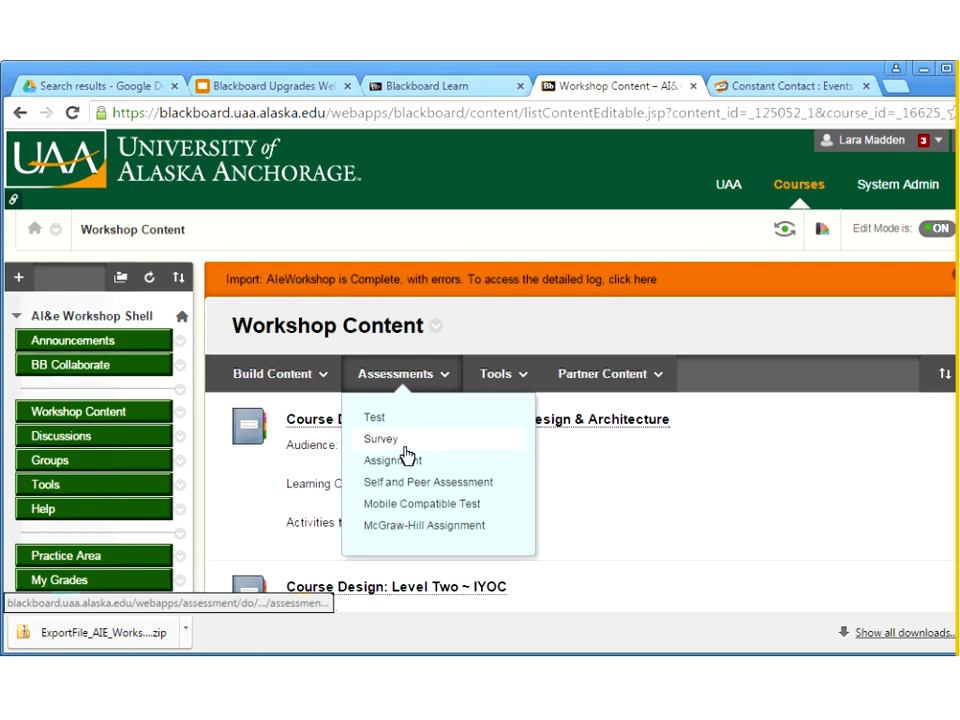 Search results - Google D
Blackboard Upgrades We
Bb Blackboard Learn
Bb Workshop Content – AI&
Constant Contact : Events
https://blackboard.uaa.alaska.edu/webapps/blackboard/content/listContentEditable.jsp?content_id=_125052_1&course_id=_16625_
UAA UNIVERSITY of
ALASKA ANCHORAGE
Lara Madden 3
UAA Courses System Admin
Workshop Content
Edit Mode is: ON
Import: AIeWorkshop is Complete, with errors. To access the detailed log, click here
AI&e Workshop Shell
Announcements
BB Collaborate
Workshop Content
Discussions
Groups
Tools
Help
Practice Area
My Grades
Workshop Content
Build Content Assessments Tools Partner Content
Test
Survey
Assignment
Self and Peer Assessment
Mobile Compatible Test
McGraw-Hill Assignment
Course D esign & Architecture
Audience:
Learning O
Activities t
Course Design: Level Two ~ IYOC
blackboard.uaa.alaska.edu/webapps/assessment/do/.../assessmen...
ExportFile_AIE_Works....zip
Show all downloads...